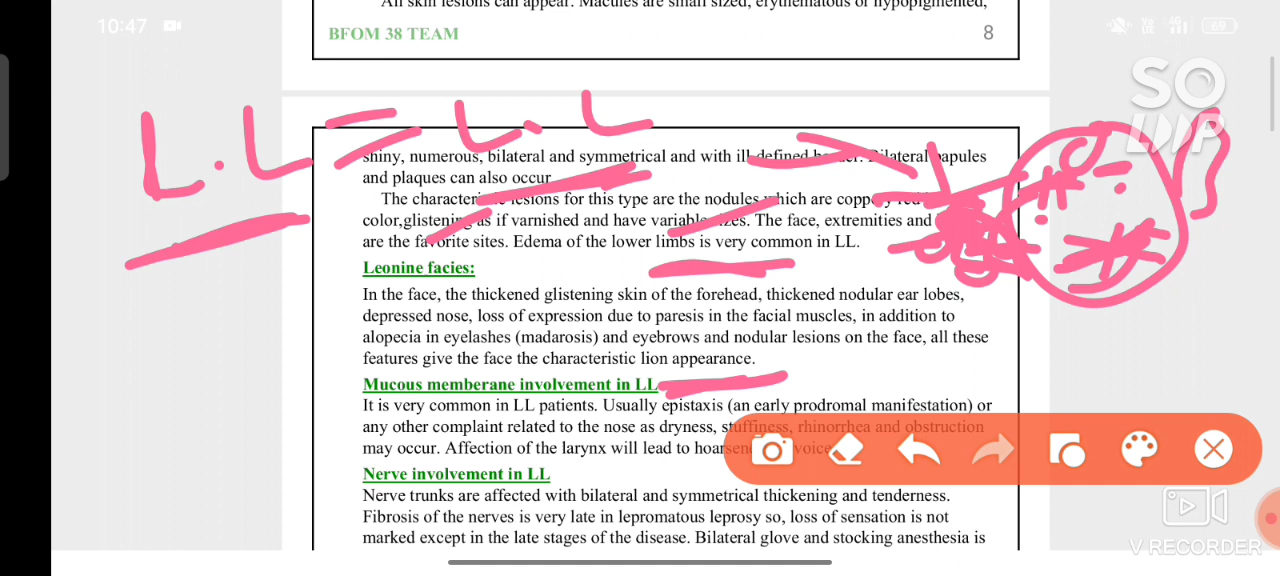 10:47
69
All skin lesions can appear. Macules are small sized, erythematous or hypopigmented,
BFOM 38 TEAM 8
SO
L.L = L.L
shiny, numerous, bilateral and symmetrical and with ill-defined border. Bilateral papules
and plaques can also occur
The characteristic lesions for this type are the nodules which are coppery red
color,glistening as if varnished and have variable sizes. The face, extremities and
are the favorite sites. Edema of the lower limbs is very common in LL.
Leonine facies:
In the face, the thickened glistening skin of the forehead, thickened nodular ear lobes,
depressed nose, loss of expression due to paresis in the facial muscles, in addition to
alopecia in eyelashes (madarosis) and eyebrows and nodular lesions on the face, all these
features give the face the characteristic lion appearance.
Mucous memberane involvement in LL
It is very common in LL patients. Usually epistaxis (an early prodromal manifestation) or
any other complaint related to the nose as dryness, stuffiness, rhinorrhea and obstruction
may occur. Affection of the larynx will lead to hoarseness voice
Nerve involvement in LL
Nerve trunks are affected with bilateral and symmetrical thickening and tenderness.
Fibrosis of the nerves is very late in lepromatous leprosy so, loss of sensation is not
marked except in the late stages of the disease. Bilateral glove and stocking anesthesia is
V RECORDER